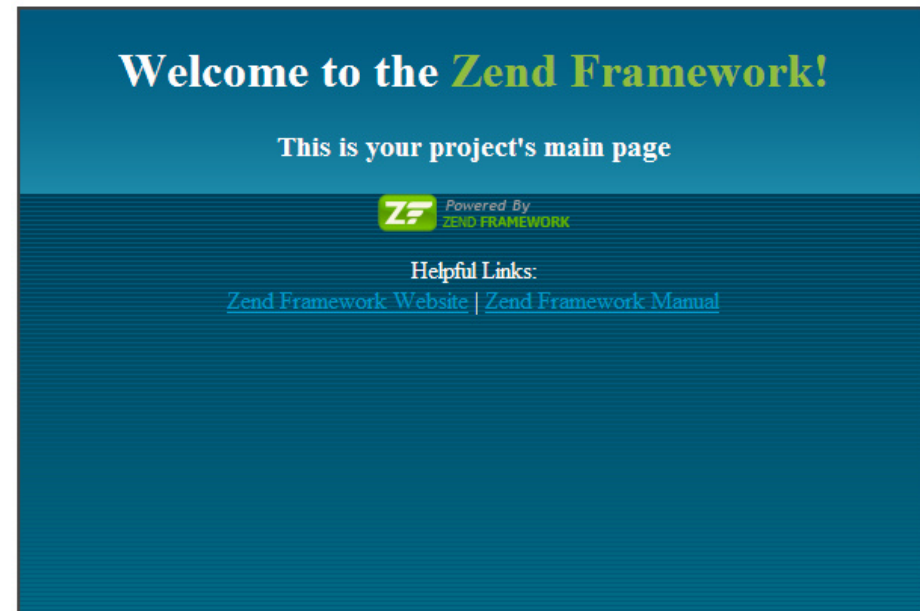 Welcome to the Zend Framework!
This is your project's main page
ZF Powered By
ZEND FRAMEWORK
Helpful Links:
Zend Framework Website | Zend Framework Manual